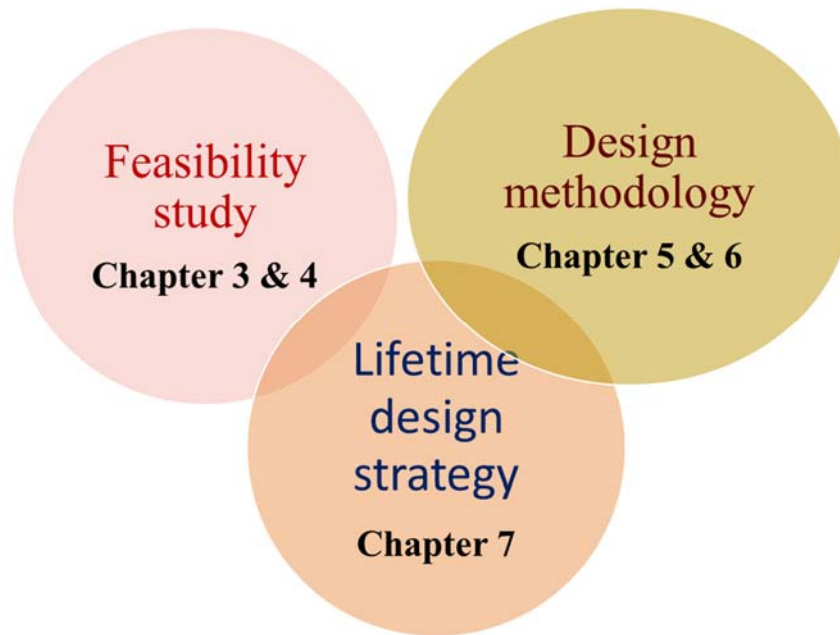 Feasibility
study
Chapter 3 & 4
Design
methodology
Chapter 5 & 6
Lifetime
design
strategy
Chapter 7